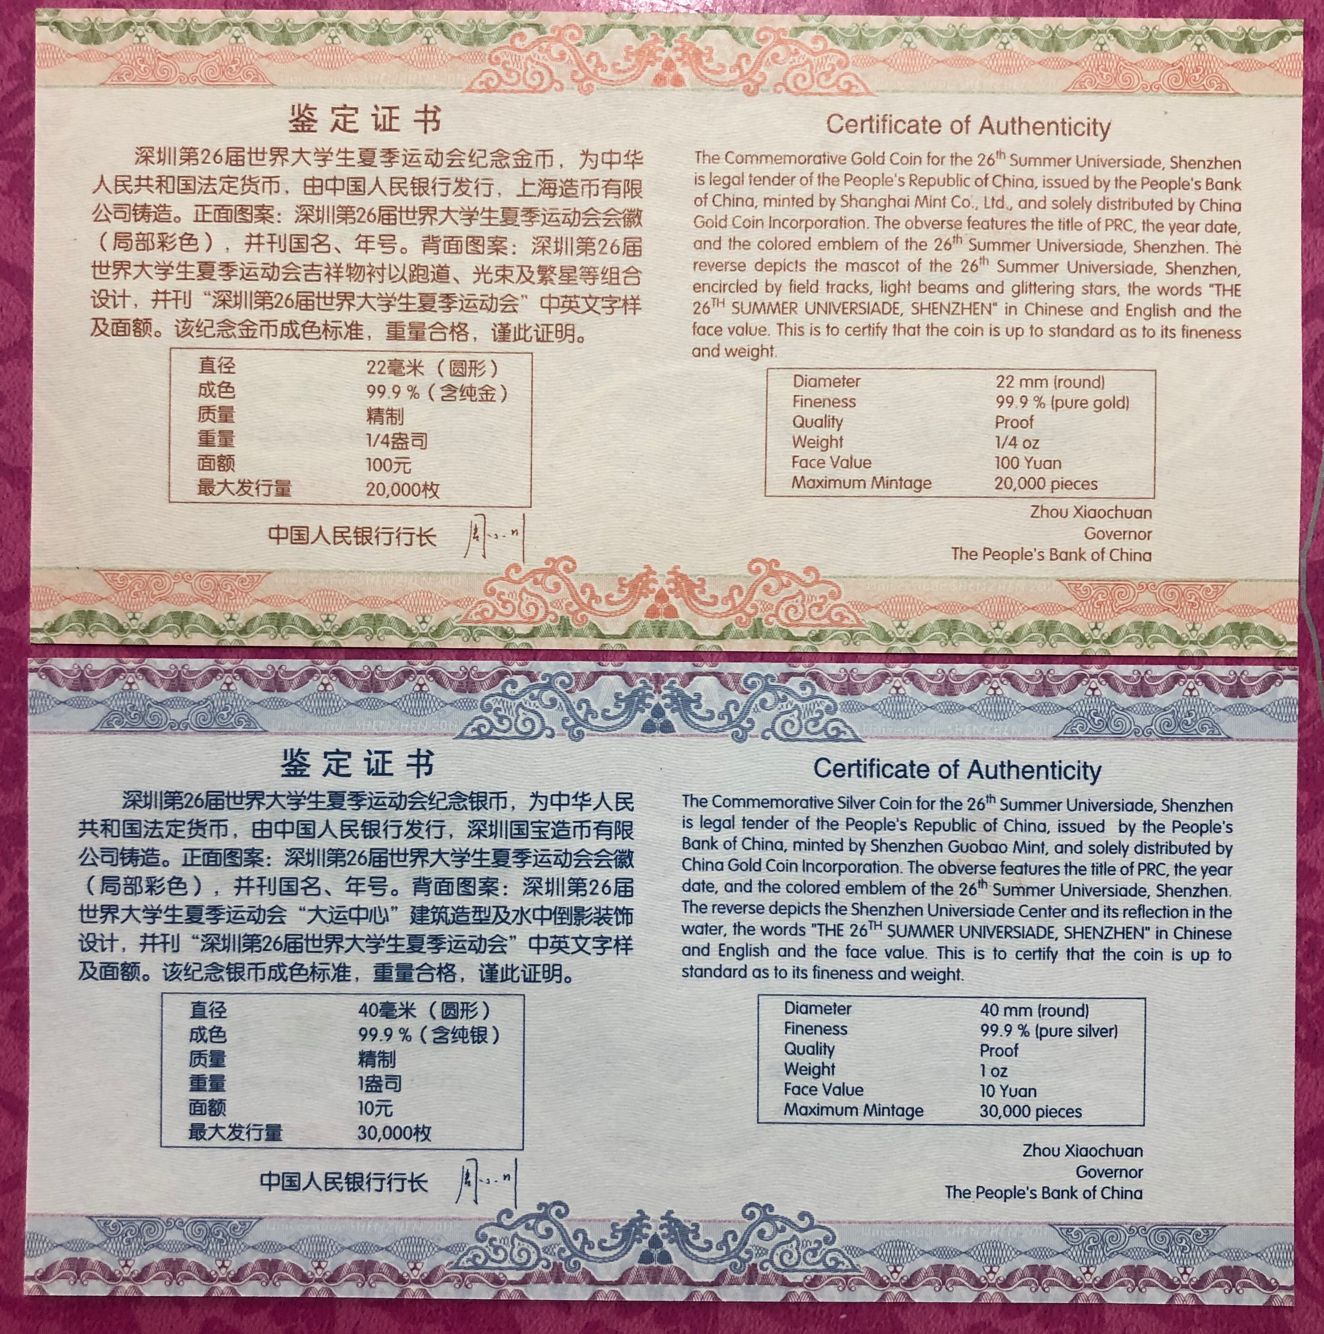 鉴定证书
深圳第26届世界大学生夏季运动会纪念金币，为中华
人民共和国法定货币，由中国人民银行发行，上海造币有限
公司铸造。正面图案：深圳第26届世界大学生夏季运动会会徽
（局部彩色），并刊国名、年号。背面图案：深圳第26届
世界大学生夏季运动会吉祥物衬以跑道、光束及繁星等组合
设计，并刊“深圳第26届世界大学生夏季运动会”中英文字样
及面额。该纪念金币成色标准，重量合格，谨此证明。
直径 22毫米（圆形）
成色 99.9％（含纯金）
质量 精制
重量 1/4盎司
面额 100元
最大发行量 20,000枚
中国人民银行行长 周小川
Certificate of Authenticity
The Commemorative Gold Coin for the 26th Summer Universiade, Shenzhen
is legal tender of the People's Republic of China, issued by the People's Bank
of China, minted by Shanghai Mint Co., Ltd., and solely distributed by China
Gold Coin Incorporation. The obverse features the title of PRC, the year date,
and the colored emblem of the 26th Summer Universiade, Shenzhen. The
reverse depicts the mascot of the 26th Summer Universiade, Shenzhen,
encircled by field tracks, light beams and glittering stars, the words "THE
26TH SUMMER UNIVERSIADE, SHENZHEN" in Chinese and English and the
face value. This is to certify that the coin is up to standard as to its fineness
and weight.
Diameter 22 mm (round)
Fineness 99.9 % (pure gold)
Quality Proof
Weight 1/4 oz
Face Value 100 Yuan
Maximum Mintage 20,000 pieces
Zhou Xiaochuan
Governor
The People's Bank of China
鉴定证书
深圳第26届世界大学生夏季运动会纪念银币，为中华人民
共和国法定货币，由中国人民银行发行，深圳国宝造币有限
公司铸造。正面图案：深圳第26届世界大学生夏季运动会会徽
（局部彩色），并刊国名、年号。背面图案：深圳第26届
世界大学生夏季运动会“大运中心”建筑造型及水中倒影装饰
设计，并刊“深圳第26届世界大学生夏季运动会”中英文字样
及面额。该纪念银币成色标准，重量合格，谨此证明。
直径 40毫米（圆形）
成色 99.9％（含纯银）
质量 精制
重量 1盎司
面额 10元
最大发行量 30,000枚
中国人民银行行长 周小川
Certificate of Authenticity
The Commemorative Silver Coin for the 26th Summer Universiade, Shenzhen
is legal tender of the People's Republic of China, issued by the People's
Bank of China, minted by Shenzhen Guobao Mint, and solely distributed by
China Gold Coin Incorporation. The obverse features the title of PRC, the year
date, and the colored emblem of the 26th Summer Universiade, Shenzhen.
The reverse depicts the Shenzhen Universiade Center and its reflection in the
water, the words "THE 26TH SUMMER UNIVERSIADE, SHENZHEN" in Chinese
and English and the face value. This is to certify that the coin is up to
standard as to its fineness and weight.
Diameter 40 mm (round)
Fineness 99.9 % (pure silver)
Quality Proof
Weight 1 oz
Face Value 10 Yuan
Maximum Mintage 30,000 pieces
Zhou Xiaochuan
Governor
The People's Bank of China